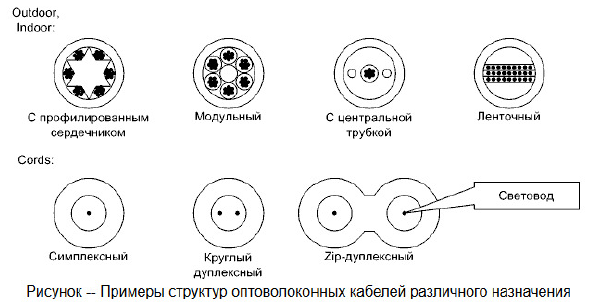 Outdoor,
Indoor:
С профилированным
сердечником
Модульный
С центральной
трубкой
Ленточный
Cords:
Световод
Симплексный
Круглый
дуплексный
Zip-дуплексный
Рисунок -- Примеры структур оптоволоконных кабелей различного назначения